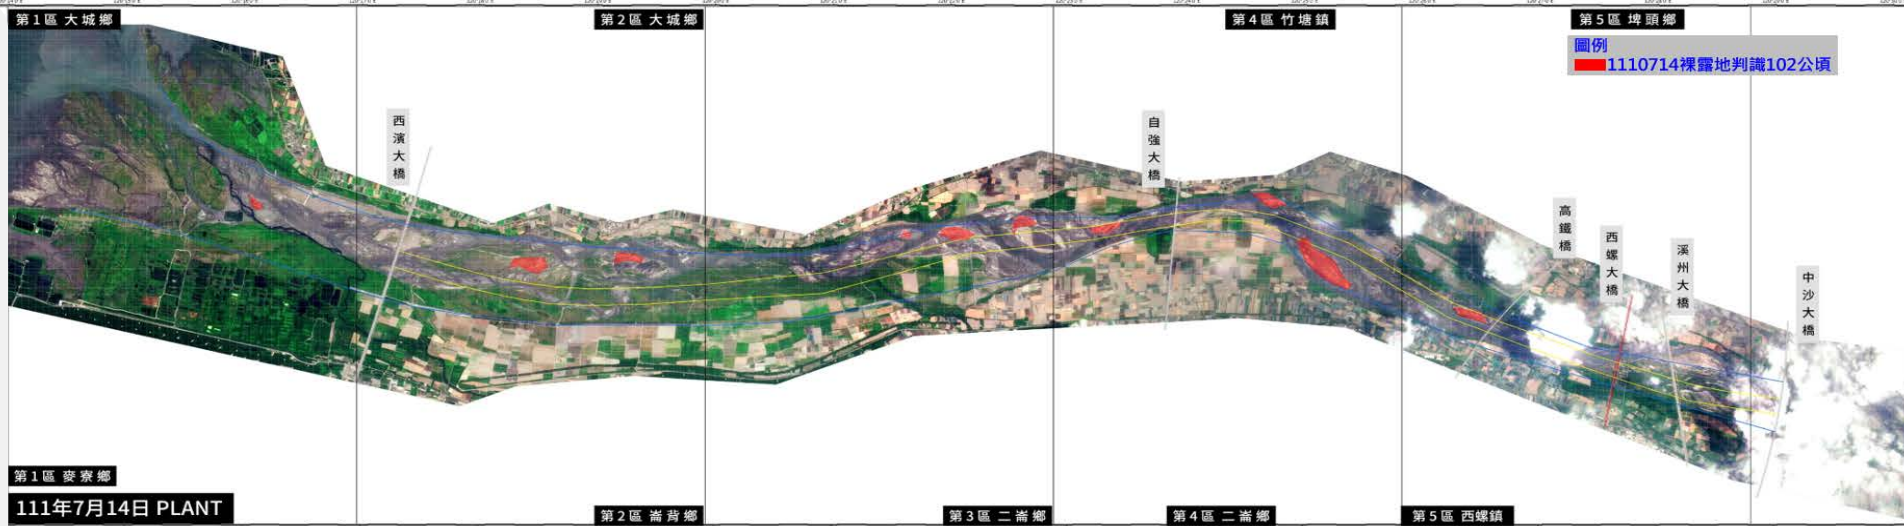 第1區 大城鄉
第2區 大城鄉
第4區 竹塘鎮
第5區 埤頭鄉
圖例
1110714裸露地判識102公頃
西濱大橋
自強大橋
高鐵橋
西螺大橋
溪州大橋
中沙大橋
第1區 麥寮鄉
111年7月14日 PLANT
第2區 崙背鄉
第3區 二崙鄉
第4區 二崙鄉
第5區 西螺鎮